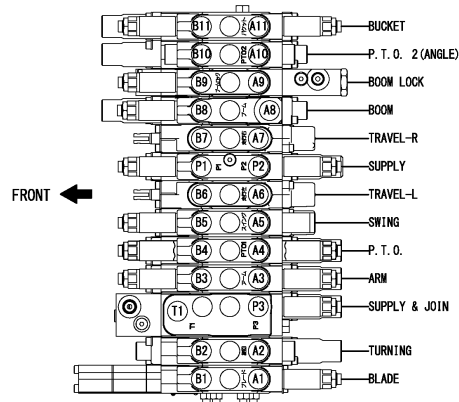 B11 A11 BUCKET
B10 PTO2 A10 P.T.O. 2(ANGLE)
B9 A9 BOOM LOCK
B8 A8 BOOM
B7 A7 TRAVEL-R
P1 P2 SUPPLY
FRONT
B6 A6 TRAVEL-L
B5 A5 SWING
B4 A4 P.T.O.
B3 A3 ARM
T1 P3 SUPPLY & JOIN
B2 A2 TURNING
B1 A1 BLADE